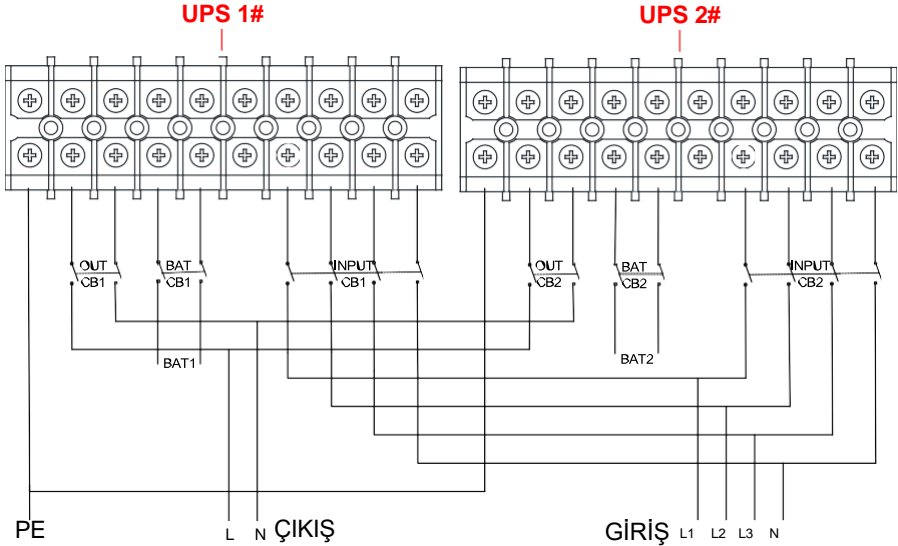 UPS 1# UPS 2#
OUT BAT INPUT OUT BAT INPUT
CB1 CB1 CB1 CB2 CB2 CB2
BAT1 BAT2
PE L N ÇIKIŞ GİRİŞ L1 L2 L3 N